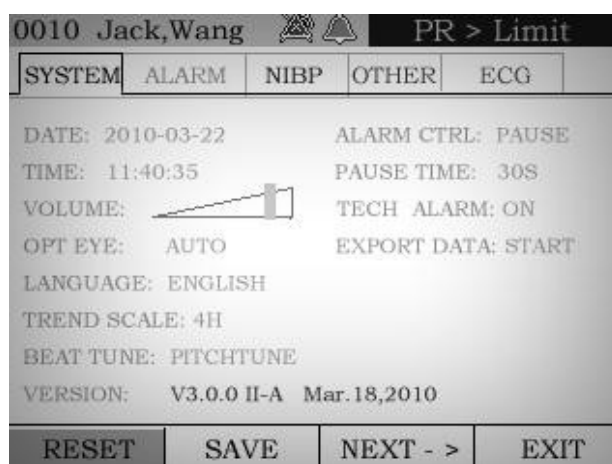 0010 Jack,Wang PR > Limit
SYSTEM ALARM NIBP OTHER ECG
DATE: 2010-03-22 ALARM CTRL: PAUSE
TIME: 11:40:35 PAUSE TIME: 30S
VOLUME: TECH ALARM: ON
OPT EYE: AUTO EXPORT DATA: START
LANGUAGE: ENGLISH
TREND SCALE: 4H
BEAT TUNE: PITCHTUNE
VERSION: V3.0.0 II-A Mar.18,2010
RESET SAVE NEXT - > EXIT